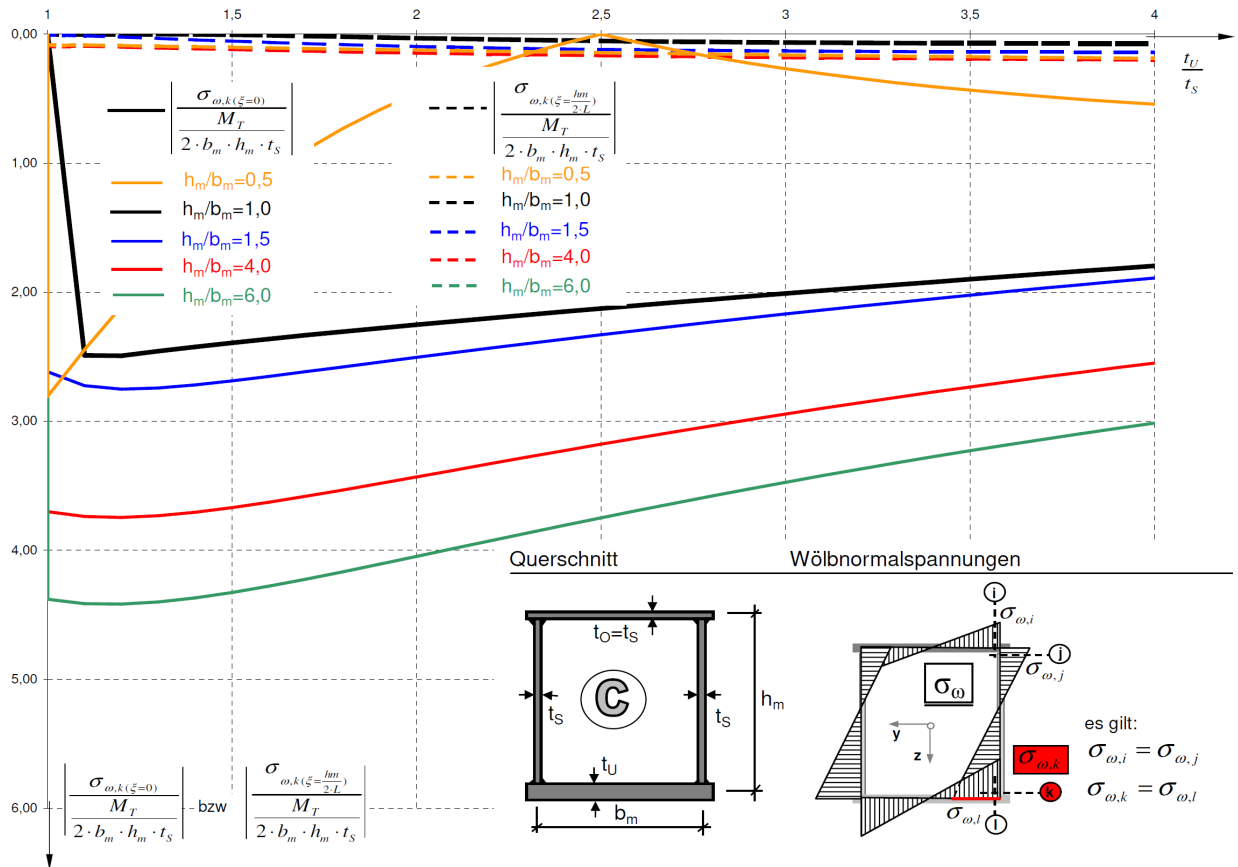 1 1,5 2 2,5 3 3,5 4
0,00
1,00
2,00
3,00
4,00
5,00
6,00
t_U / t_S
|σ_ω,k(ξ=0) / (M_T / (2·b_m·h_m·t_S))|
h_m/b_m=0,5
h_m/b_m=1,0
h_m/b_m=1,5
h_m/b_m=4,0
h_m/b_m=6,0
|σ_ω,k(ξ=hm/(2·L)) / (M_T / (2·b_m·h_m·t_S))|
h_m/b_m=0,5
h_m/b_m=1,0
h_m/b_m=1,5
h_m/b_m=4,0
h_m/b_m=6,0
|σ_ω,k(ξ=0) / (M_T / (2·b_m·h_m·t_S))| bzw |σ_ω,k(ξ=hm/(2·L)) / (M_T / (2·b_m·h_m·t_S))|
Querschnitt
t_O=t_S
C
t_S
t_S
h_m
t_U
b_m
Wölbnormalspannungen
i
σ_ω,i
j
σ_ω,j
σ_ω
y
z
σ_ω,k
k
σ_ω,l
l
es gilt:
σ_ω,i = σ_ω,j
σ_ω,k = σ_ω,l